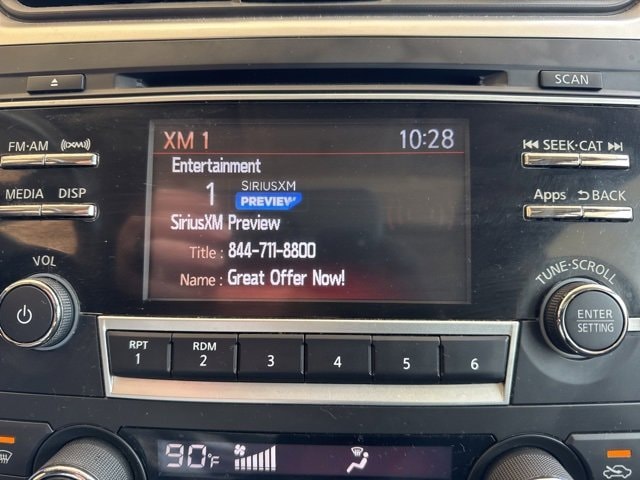 SCAN
XM 1 10:28
Entertainment
1 SIRIUSXM
PREVIEW
SiriusXM Preview
Title : 844-711-8800
Name : Great Offer Now!
FM·AM ((XM))
MEDIA DISP
VOL
SEEK·CAT
Apps BACK
TUNE·SCROLL
ENTER
SETTING
RPT RDM
1 2 3 4 5 6
90°F